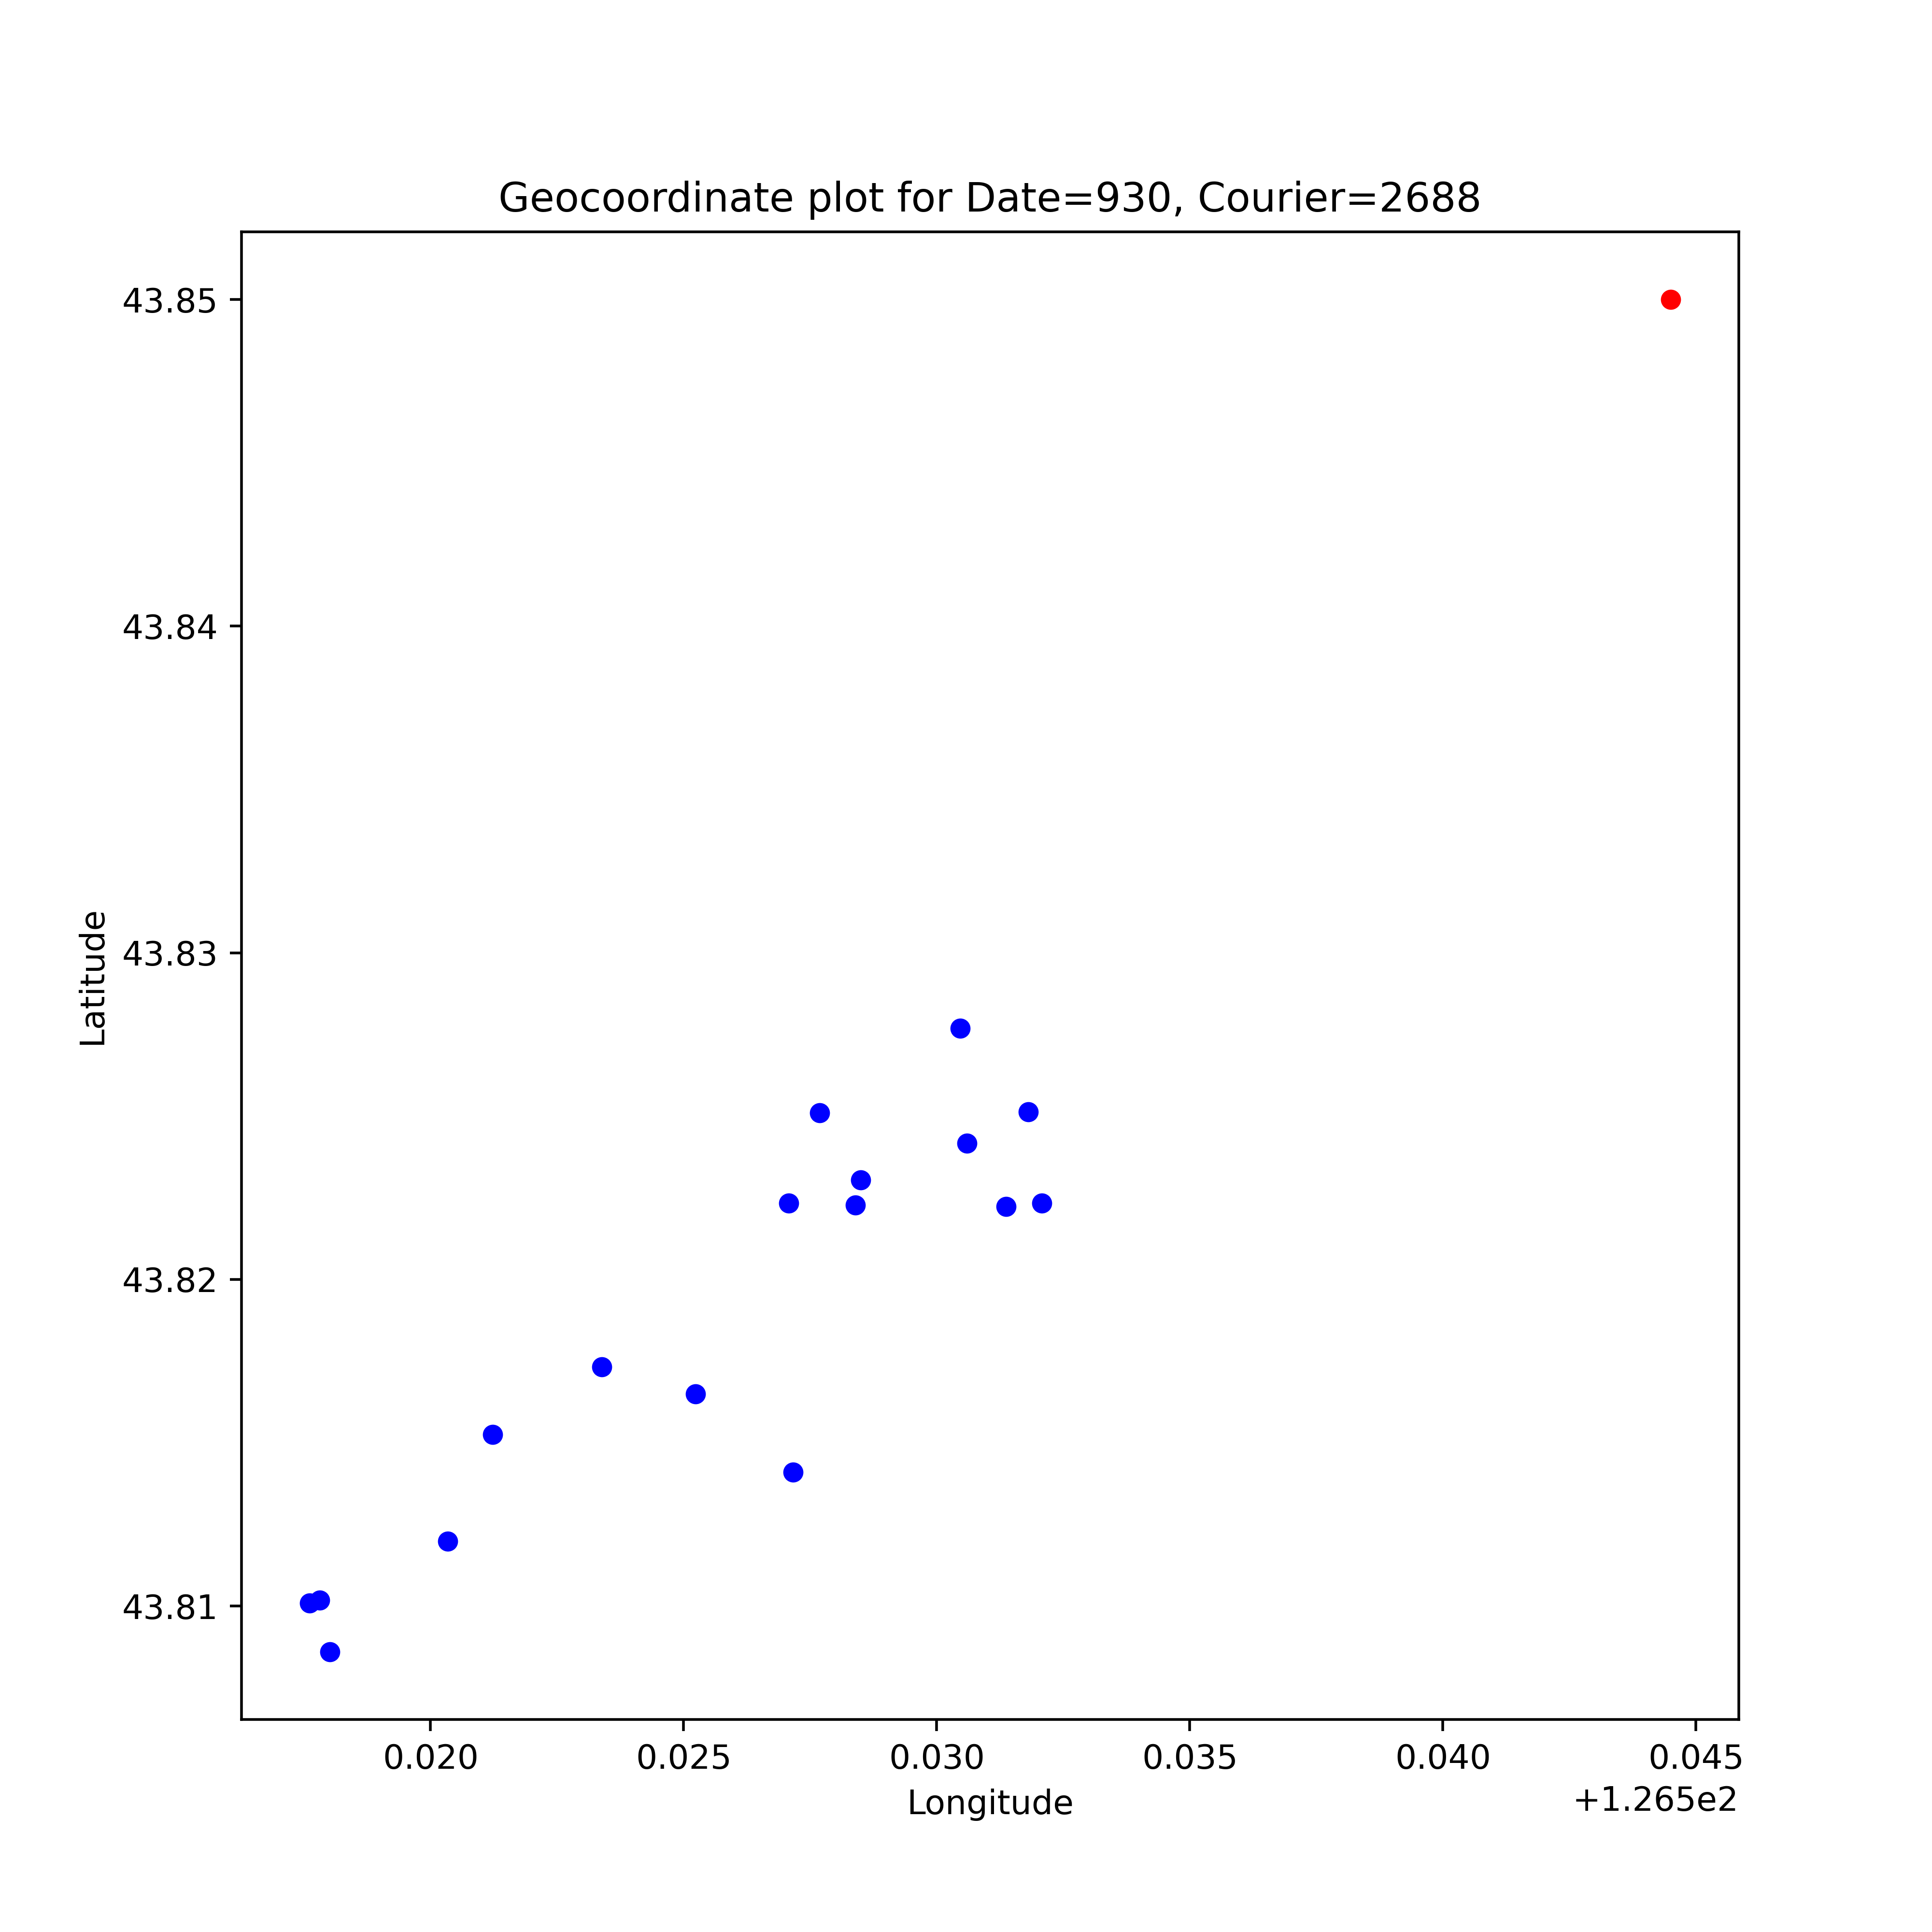 Geocoordinate plot for Date=930, Courier=2688
43.85
43.84
43.83
43.82
43.81
Latitude
0.020 0.025 0.030 0.035 0.040 0.045
+1.265e2
Longitude